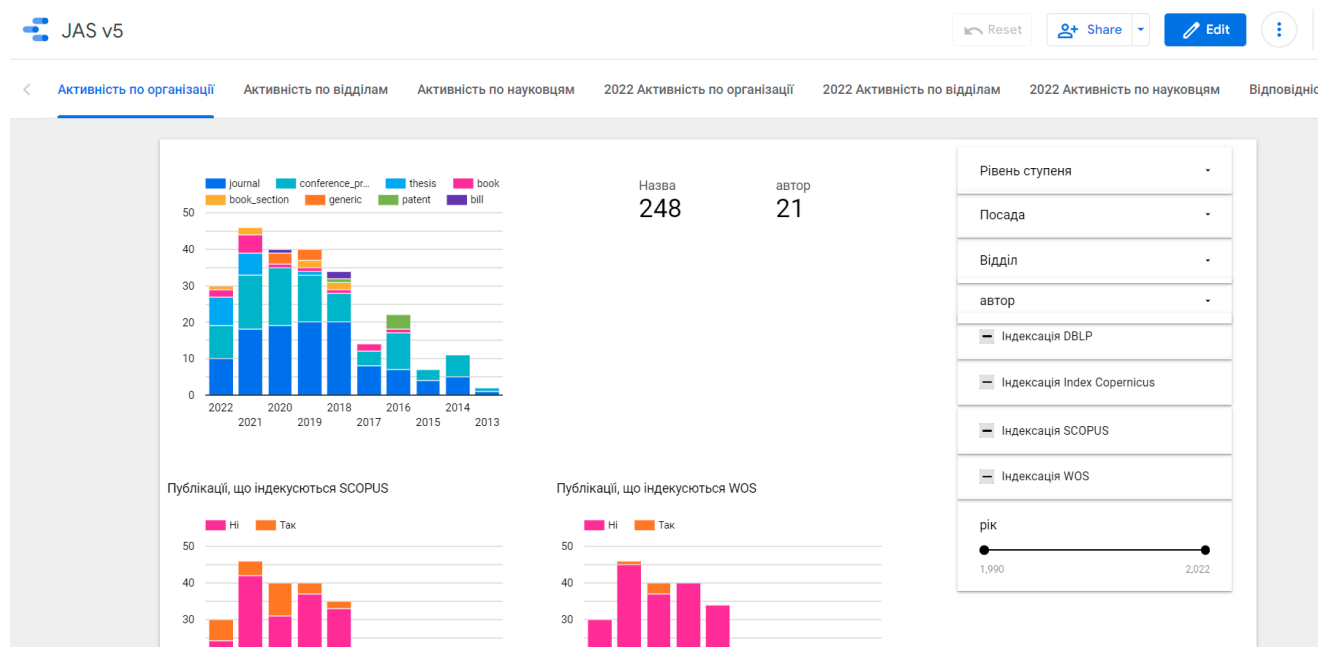 JAS v5
Reset
Share
Edit
Активність по організації
Активність по відділам
Активність по науковцям
2022 Активність по організації
2022 Активність по відділам
2022 Активність по науковцям
journal conference_pr... thesis book
book_section generic patent bill
50
40
30
20
10
0
2022 2020 2018 2016 2014
2021 2019 2017 2015 2013
Назва
248
автор
21
Рівень ступеня
Посада
Відділ
автор
Індексація DBLP
Індексація Index Copernicus
Індексація SCOPUS
Індексація WOS
рік
1,990 2,022
Публікації, що індекусються SCOPUS
Ні Так
50
40
30
Публікації, що індекусються WOS
Ні Так
50
40
30